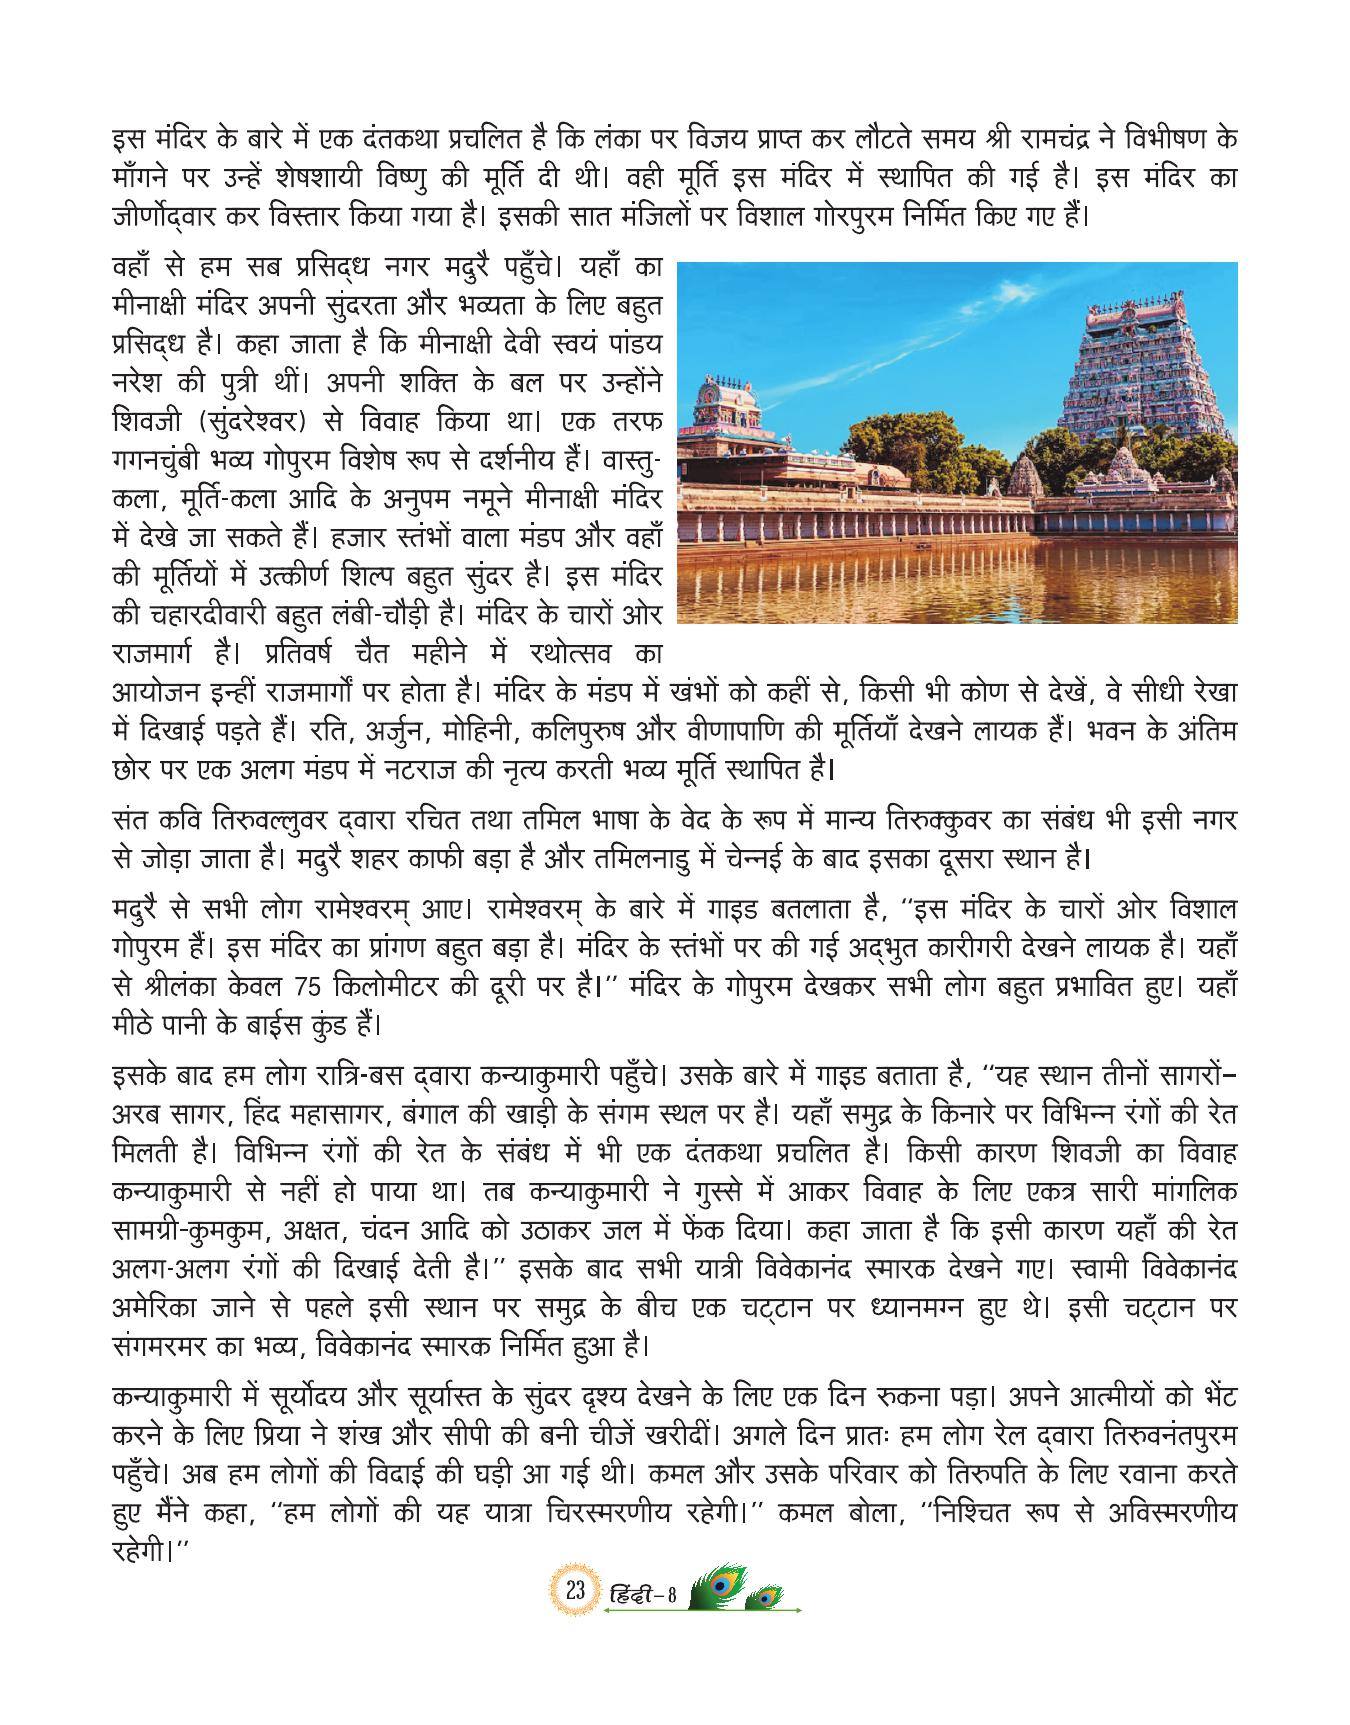 इस मंदिर के बारे में एक दंतकथा प्रचलित है कि लंका पर विजय प्राप्त कर लौटते समय श्री रामचंद्र ने विभीषण के
माँगने पर उन्हें शेषशायी विष्णु की मूर्ति दी थी। वही मूर्ति इस मंदिर में स्थापित की गई है। इस मंदिर का
जीर्णोद्‌वार कर विस्तार किया गया है। इसकी सात मंजिलों पर विशाल गोरपुरम निर्मित किए गए हैं।
वहाँ से हम सब प्रसिद्‌ध नगर मदुरै पहुँचे। यहाँ का
मीनाक्षी मंदिर अपनी सुंदरता और भव्यता के लिए बहुत
प्रसिद्‌ध है। कहा जाता है कि मीनाक्षी देवी स्वयं पांडय
नरेश की पुत्री थीं। अपनी शक्ति के बल पर उन्होंने
शिवजी (सुंदरेश्वर) से विवाह किया था। एक तरफ
गगनचुंबी भव्य गोपुरम विशेष रूप से दर्शनीय हैं। वास्तु-
कला, मूर्ति-कला आदि के अनुपम नमूने मीनाक्षी मंदिर
में देखे जा सकते हैं। हजार स्तंभों वाला मंडप और वहाँ
की मूर्तियों में उत्कीर्ण शिल्प बहुत सुंदर है। इस मंदिर
की चहारदीवारी बहुत लंबी-चौड़ी है। मंदिर के चारों ओर
राजमार्ग है। प्रतिवर्ष चैत महीने में रथोत्सव का
आयोजन इन्हीं राजमार्गों पर होता है। मंदिर के मंडप में खंभों को कहीं से, किसी भी कोण से देखें, वे सीधी रेखा
में दिखाई पड़ते हैं। रति, अर्जुन, मोहिनी, कलिपुरुष और वीणापाणि की मूर्तियाँ देखने लायक हैं। भवन के अंतिम
छोर पर एक अलग मंडप में नटराज की नृत्य करती भव्य मूर्ति स्थापित है।
संत कवि तिरुवल्लुवर द्‌वारा रचित तथा तमिल भाषा के वेद के रूप में मान्य तिरुक्कुवर का संबंध भी इसी नगर
से जोड़ा जाता है। मदुरै शहर काफी बड़ा है और तमिलनाडु में चेन्नई के बाद इसका दूसरा स्थान है।
मदुरै से सभी लोग रामेश्वरम् आए। रामेश्वरम् के बारे में गाइड बतलाता है, ‘‘इस मंदिर के चारों ओर विशाल
गोपुरम हैं। इस मंदिर का प्रांगण बहुत बड़ा है। मंदिर के स्तंभों पर की गई अद्‌भुत कारीगरी देखने लायक है। यहाँ
से श्रीलंका केवल 75 किलोमीटर की दूरी पर है।’’ मंदिर के गोपुरम देखकर सभी लोग बहुत प्रभावित हुए। यहाँ
मीठे पानी के बाईस कुंड हैं।
इसके बाद हम लोग रात्रि-बस द्‌वारा कन्याकुमारी पहुँचे। उसके बारे में गाइड बताता है, ‘‘यह स्थान तीनों सागरों–
अरब सागर, हिंद महासागर, बंगाल की खाड़ी के संगम स्थल पर है। यहाँ समुद्र के किनारे पर विभिन्न रंगों की रेत
मिलती है। विभिन्न रंगों की रेत के संबंध में भी एक दंतकथा प्रचलित है। किसी कारण शिवजी का विवाह
कन्याकुमारी से नहीं हो पाया था। तब कन्याकुमारी ने गुस्से में आकर विवाह के लिए एकत्र सारी मांगलिक
सामग्री-कुमकुम, अक्षत, चंदन आदि को उठाकर जल में फेंक दिया। कहा जाता है कि इसी कारण यहाँ की रेत
अलग-अलग रंगों की दिखाई देती है।’’ इसके बाद सभी यात्री विवेकानंद स्मारक देखने गए। स्वामी विवेकानंद
अमेरिका जाने से पहले इसी स्थान पर समुद्र के बीच एक चट्‌टान पर ध्यानमग्न हुए थे। इसी चट्‌टान पर
संगमरमर का भव्य, विवेकानंद स्मारक निर्मित हुआ है।
कन्याकुमारी में सूर्योदय और सूर्यास्त के सुंदर दृश्य देखने के लिए एक दिन रुकना पड़ा। अपने आत्मीयों को भेंट
करने के लिए प्रिया ने शंख और सीपी की बनी चीजें खरीदीं। अगले दिन प्रातः हम लोग रेल द्‌वारा तिरुवनंतपुरम
पहुँचे। अब हम लोगों की विदाई की घड़ी आ गई थी। कमल और उसके परिवार को तिरुपति के लिए रवाना करते
हुए मैंने कहा, ‘‘हम लोगों की यह यात्रा चिरस्मरणीय रहेगी।’’ कमल बोला, ‘‘निश्चित रूप से अविस्मरणीय
रहेगी।’’
23 हिंदी–8